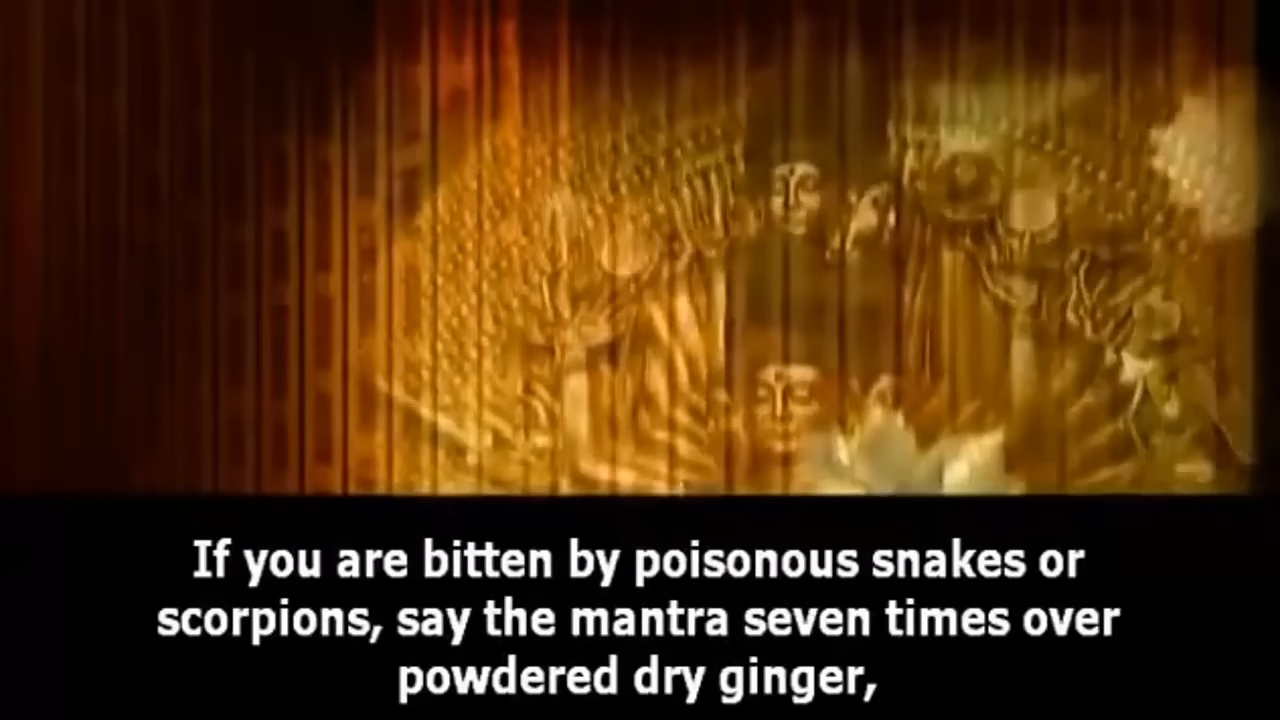 If you are bitten by poisonous snakes or
scorpions, say the mantra seven times over
powdered dry ginger,